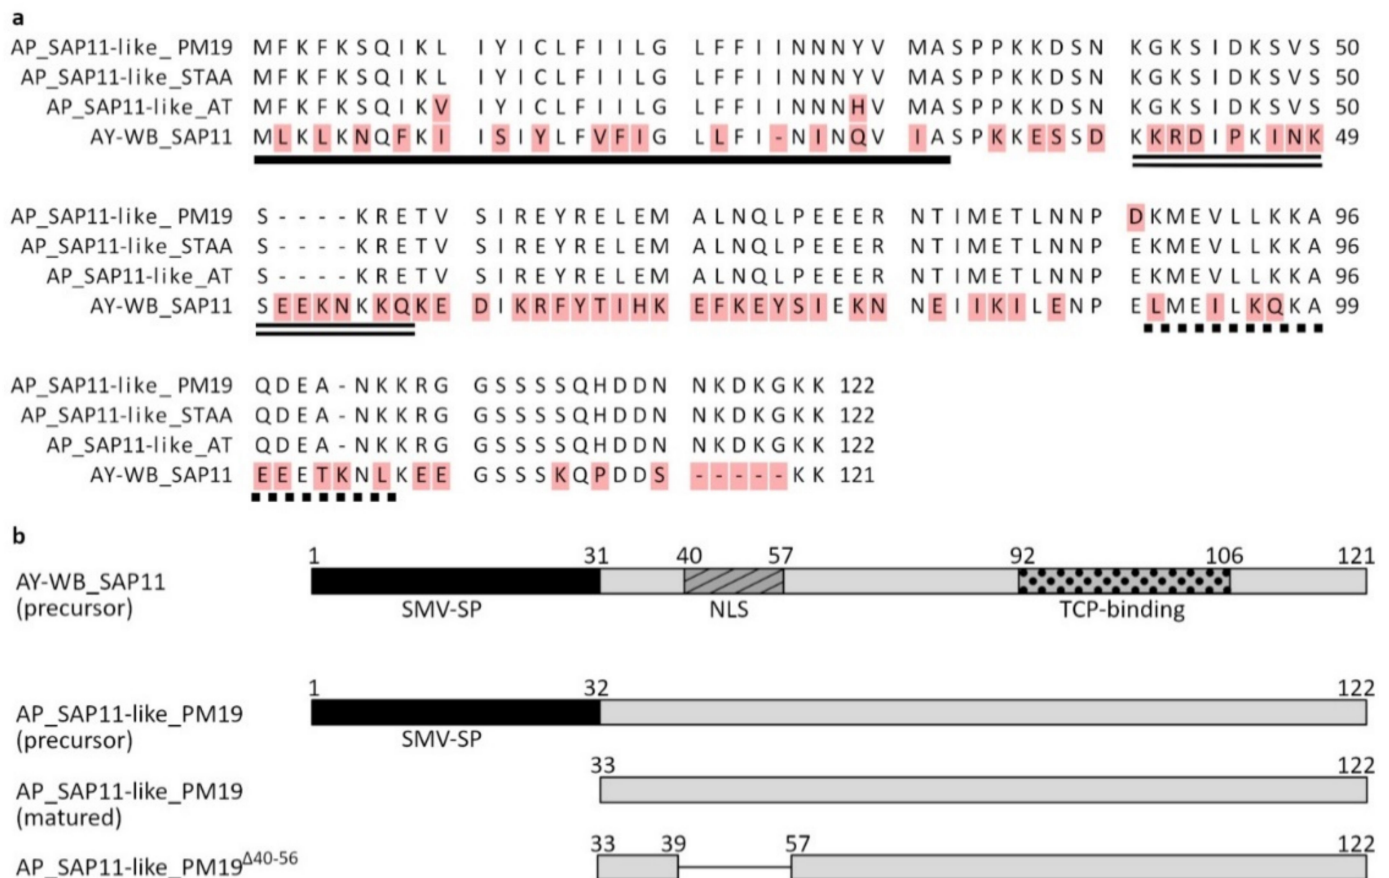 a
AP_SAP11-like_ PM19 MFKFKSQIKL IYICLFIILG LFFIINNNYV MASPPKKDSN KGKSIDKSVS 50
AP_SAP11-like_STAA MFKFKSQIKL IYICLFIILG LFFIINNNYV MASPPKKDSN KGKSIDKSVS 50
AP_SAP11-like_AT MFKFKSQIKV IYICLFIILG LFFIINNNHV MASPPKKDSN KGKSIDKSVS 50
AY-WB_SAP11 MLKLKNQFKI ISIYLFVFIG LLFI-NINQV IASPKKESSD KKRDIPKINK 49
AP_SAP11-like_ PM19 S----KRETV SIREYRELEM ALNQLPEEER NTIMETLNNP DKMEVLLKKA 96
AP_SAP11-like_STAA S----KRETV SIREYRELEM ALNQLPEEER NTIMETLNNP EKMEVLLKKA 96
AP_SAP11-like_AT S----KRETV SIREYRELEM ALNQLPEEER NTIMETLNNP EKMEVLLKKA 96
AY-WB_SAP11 SEEKNKKQKE DIKRFYTIHK EFKEYSIEKN NEIIKILENP ELMEILKQKA 99
AP_SAP11-like_ PM19 QDEA-NKKRG GSSSSQHDDN NKDKGKK 122
AP_SAP11-like_STAA QDEA-NKKRG GSSSSQHDDN NKDKGKK 122
AP_SAP11-like_AT QDEA-NKKRG GSSSSQHDDN NKDKGKK 122
AY-WB_SAP11 EEETKNLKEE GSSSKQPDDS -----KK 121
b
1 31 40 57 92 106 121
AY-WB_SAP11
(precursor)
SMV-SP NLS TCP-binding
1 32 122
AP_SAP11-like_PM19
(precursor)
SMV-SP
33 122
AP_SAP11-like_PM19
(matured)
33 39 57 122
AP_SAP11-like_PM19Δ40-56